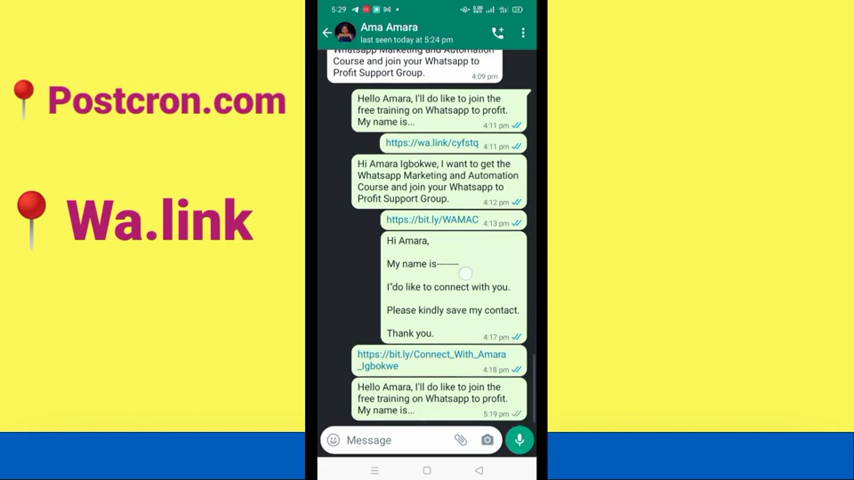 5:29
Ama Amara
last seen today at 5:24 pm
Whatsapp Marketing and Automation
Course and join your Whatsapp to
Profit Support Group.
4:09 pm
Hello Amara, I'll do like to join the
free training on Whatsapp to profit.
My name is...
4:11 pm
https://wa.link/cyfstq
4:11 pm
Hi Amara Igbokwe, I want to get the
Whatsapp Marketing and Automation
Course and join your Whatsapp to
Profit Support Group.
4:12 pm
https://bit.ly/WAMAC
4:13 pm
Hi Amara,
My name is--------
I"do like to connect with you.
Please kindly save my contact.
Thank you.
4:17 pm
https://bit.ly/Connect_With_Amara
_Igbokwe
4:18 pm
Hello Amara, I'll do like to join the
free training on Whatsapp to profit.
My name is...
5:19 pm
Message
Postcron.com
Wa.link